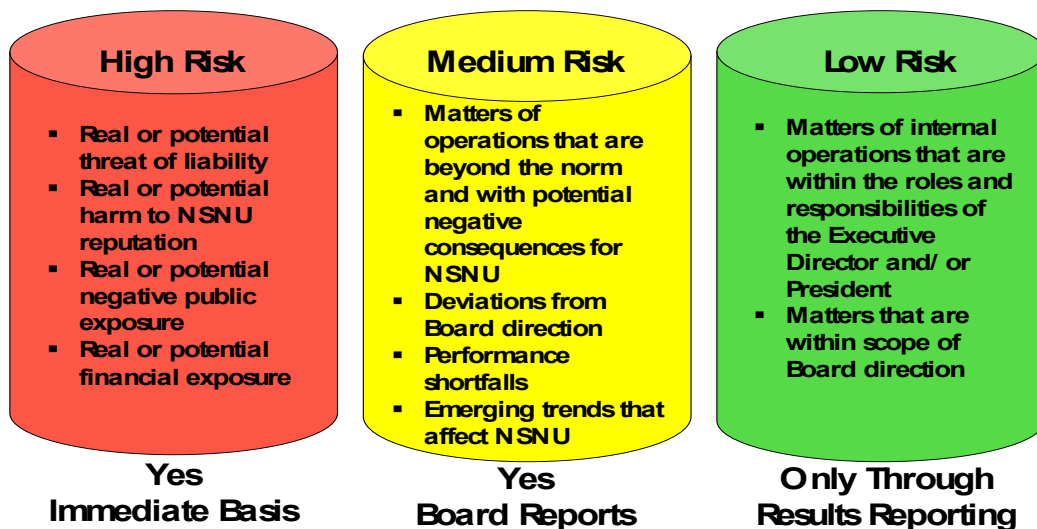 High Risk
▪ Real or potential
threat of liability
▪ Real or potential
harm to NSNU
reputation
▪ Real or potential
negative public
exposure
▪ Real or potential
financial exposure
Yes
Immediate Basis
Medium Risk
▪ Matters of
operations that are
beyond the norm
and with potential
negative
consequences for
NSNU
▪ Deviations from
Board direction
▪ Performance
shortfalls
▪ Emerging trends that
affect NSNU
Yes
Board Reports
Low Risk
▪ Matters of internal
operations that are
within the roles and
responsibilities of
the Executive
Director and/ or
President
▪ Matters that are
within scope of
Board direction
Only Through
Results Reporting